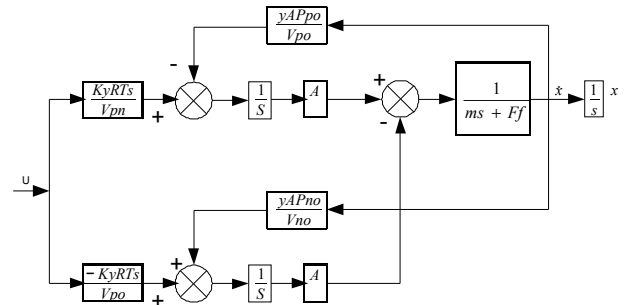 yAPpo
Vpo
-
KyRTs
Vpn
+
1
S
A
+
-
1
ms + Ff
ẋ
1
s
x
U
yAPno
Vno
+
- KyRTs
Vpo
+
1
S
A